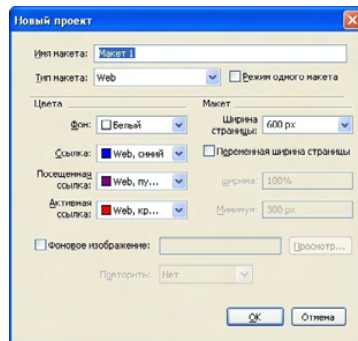 Новый проект
Имя макета: Макет 1
Тип макета: Web Режим одного макета
Цвета Макет
Фон: Белый Ширина страницы: 600 px
Ссылка: Web, синий Переменная ширина страницы
Посещенная ссылка: Web, пу... Ширина: 100%
Активная ссылка: Web, кр... Минимум: 300 px
Фоновое изображение: Просмотр...
Повторить: Нет
OK Отмена